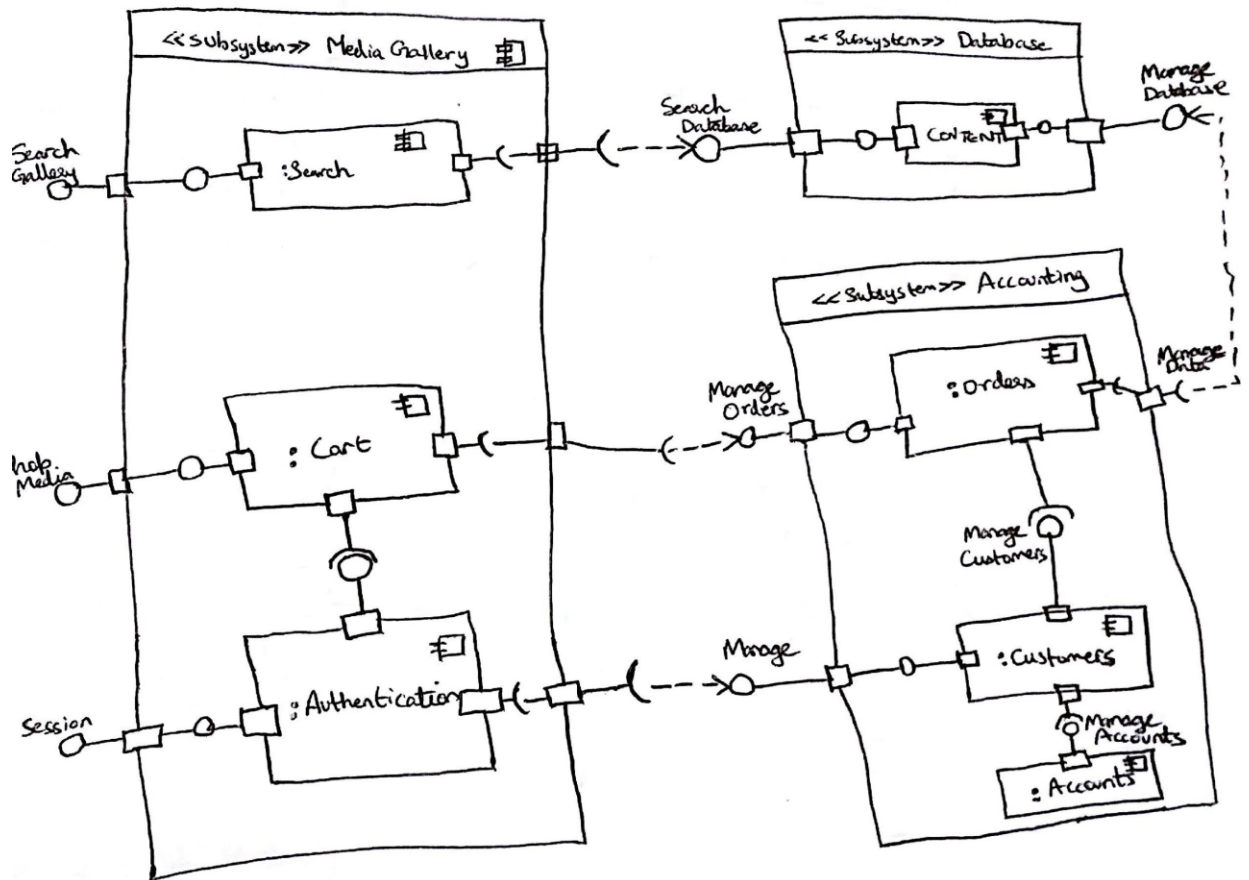 <<subsystem>> Media Gallery
<<Subsystem>> Database
Manage
Database
Search
Database
Search
Gallery
:Search
CONTENT
<<Subsystem>> Accounting
Manage
Data
:Orders
Manage
Orders
: Cart
hop
Media
Manage
Customers
Manage
:Customers
:Authentication
Session
Manage
Accounts
: Accounts